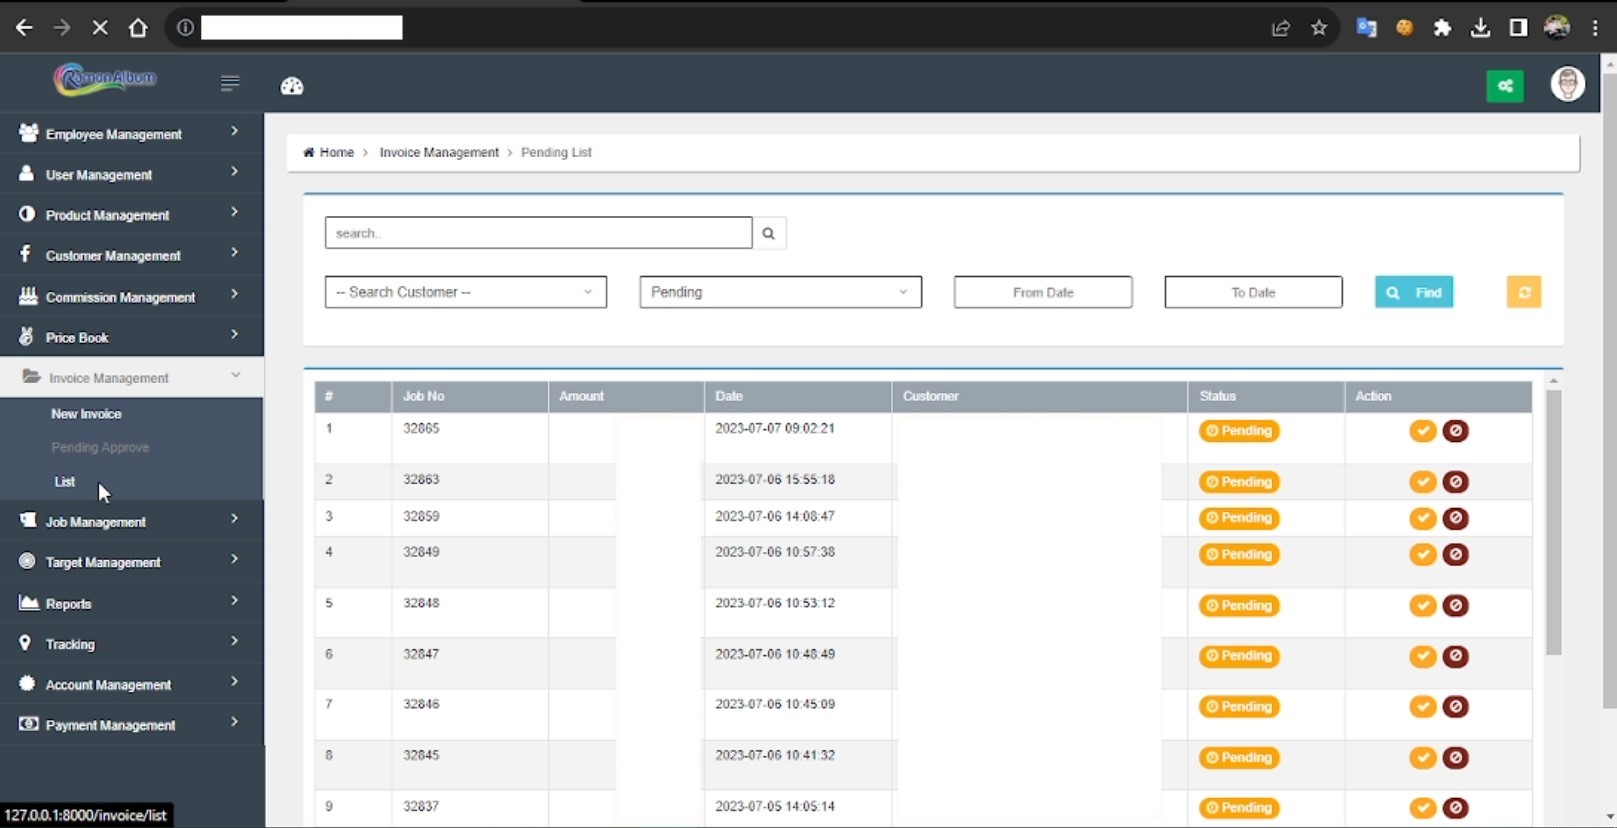 Ramon Album
Employee Management
User Management
Product Management
Customer Management
Commission Management
Price Book
Invoice Management
New Invoice
Pending Approve
List
Job Management
Target Management
Reports
Tracking
Account Management
Payment Management
127.0.0.1:8000/invoice/list
Home > Invoice Management > Pending List
search..
-- Search Customer -- Pending From Date To Date Find
# Job No Amount Date Customer Status Action
1 32865 2023-07-07 09:02:21 Pending
2 32863 2023-07-06 15:55:18 Pending
3 32859 2023-07-06 14:08:47 Pending
4 32849 2023-07-06 10:57:38 Pending
5 32848 2023-07-06 10:53:12 Pending
6 32847 2023-07-06 10:48:49 Pending
7 32846 2023-07-06 10:45:09 Pending
8 32845 2023-07-06 10:41:32 Pending
9 32837 2023-07-05 14:05:14 Pending